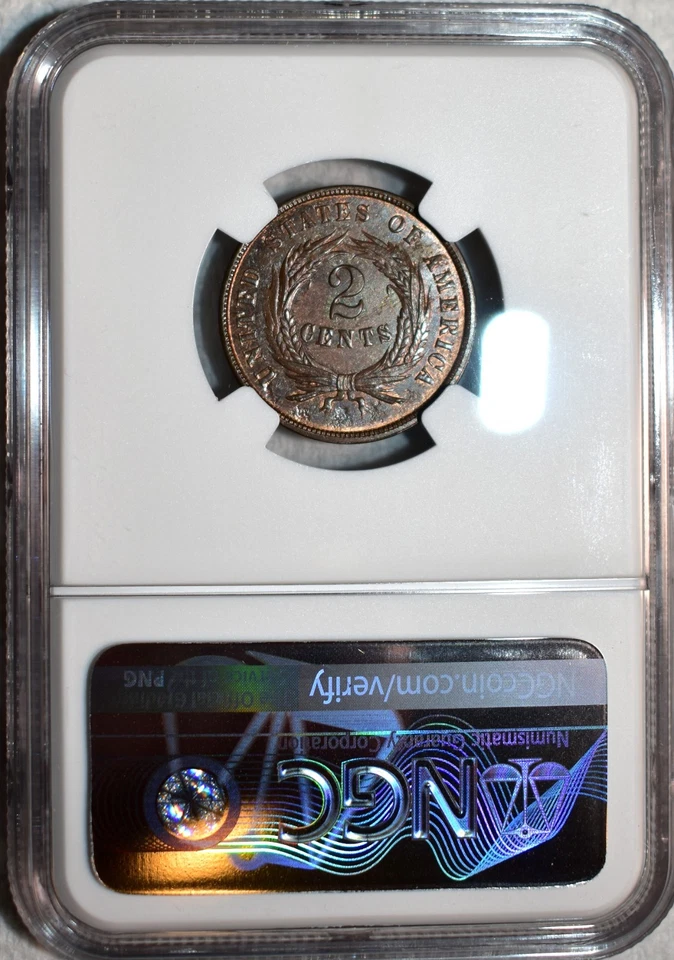 UNITED STATES OF AMERICA
2
CENTS
NGC
Numismatic Guaranty Corporation
NGCcoin.com/verify